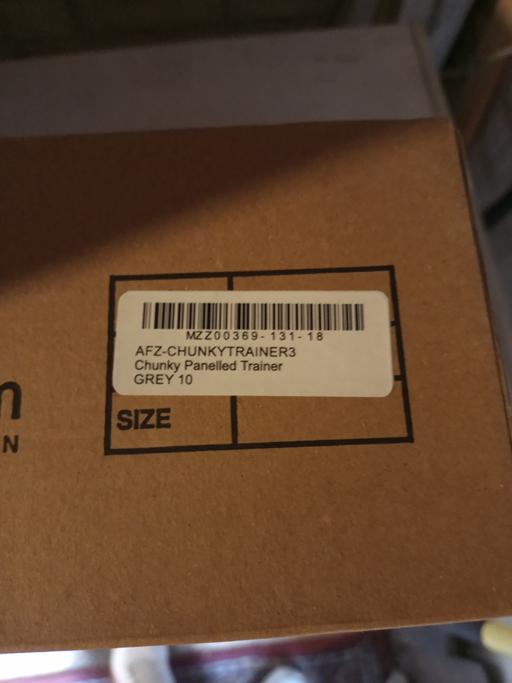 MZZ00369-131-18
AFZ-CHUNKYTRAINER3
Chunky Panelled Trainer
GREY 10
SIZE